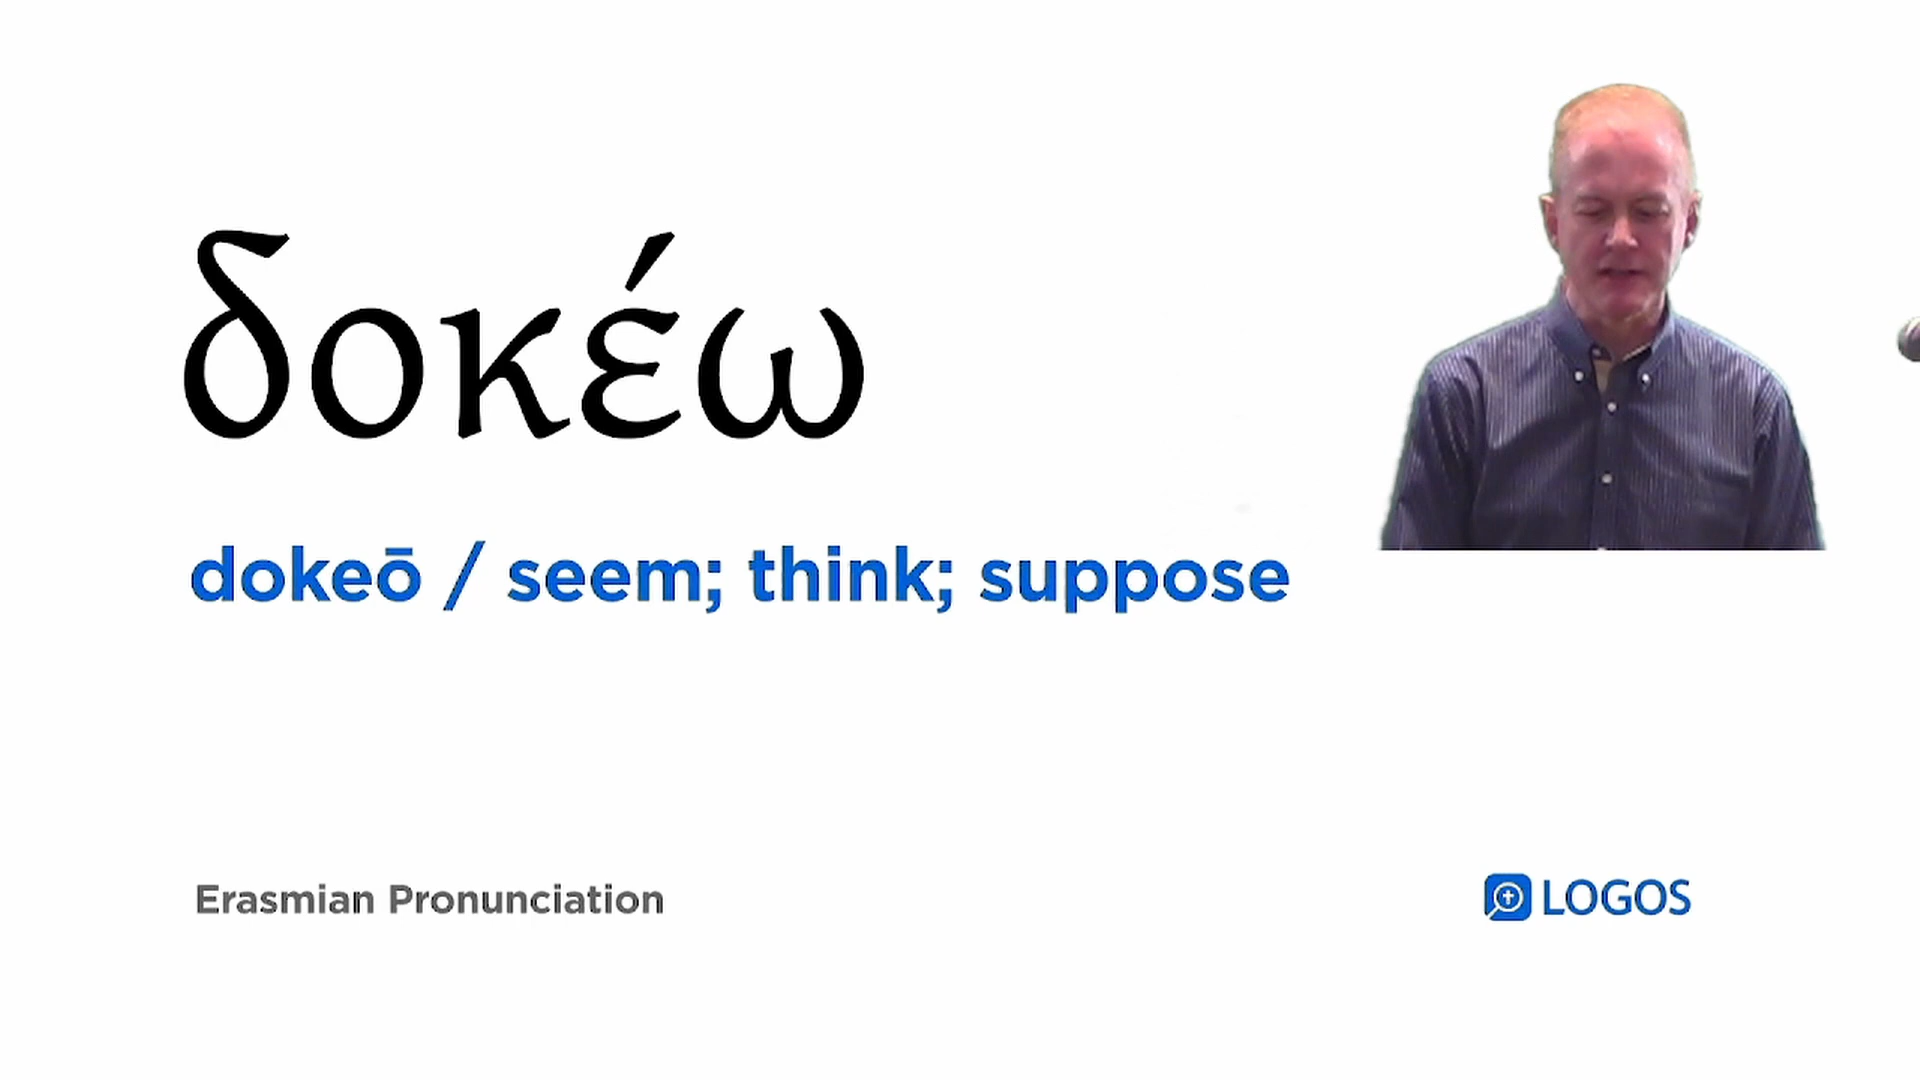 δοκέω
dokeō / seem; think; suppose
Erasmian Pronunciation
LOGOS